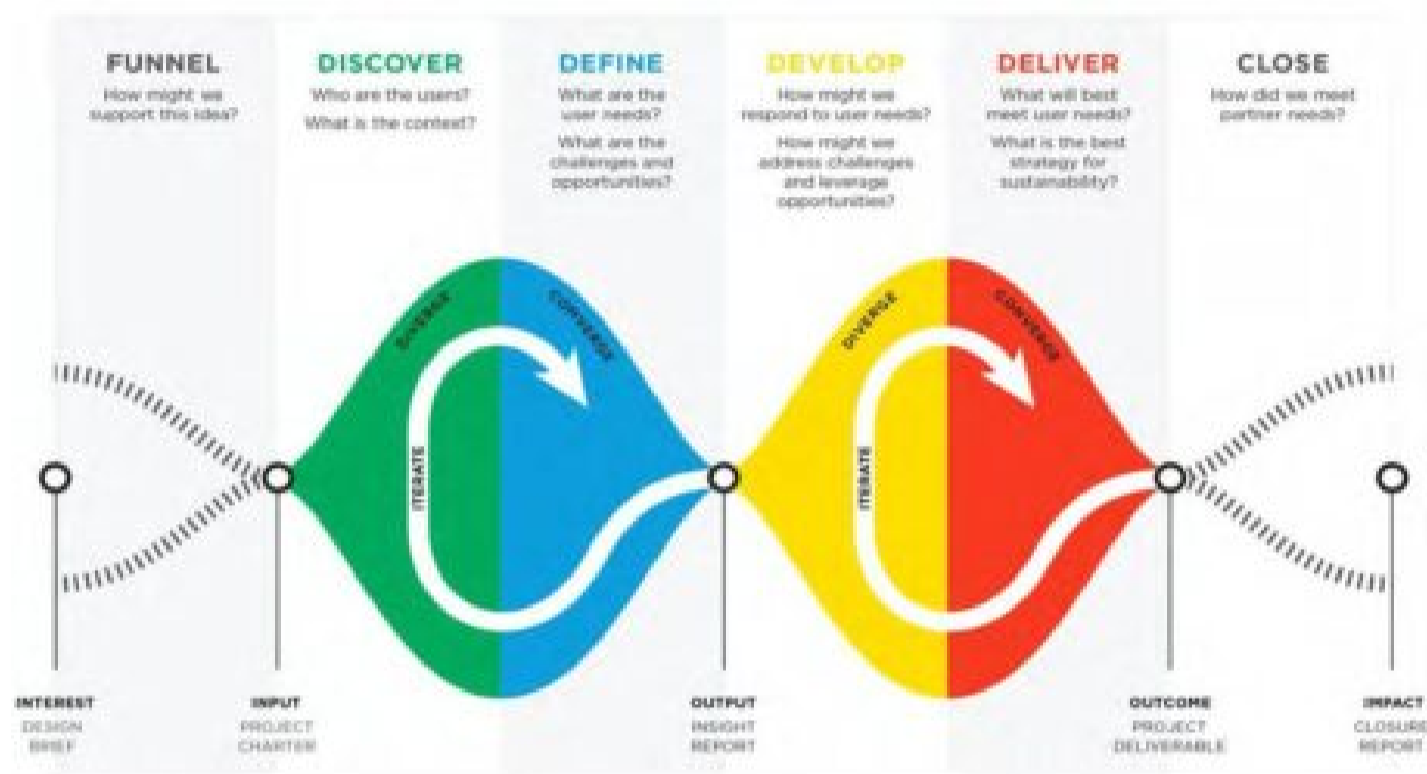 FUNNEL
How might we
support this idea?
DISCOVER
Who are the users?
What is the context?
DEFINE
What are the
user needs?
What are the
challenges and
opportunities?
DEVELOP
How might we
respond to user needs?
How might we
address challenges
and leverage
opportunities?
DELIVER
What will best
meet user needs?
What is the best
strategy for
sustainability?
CLOSE
How did we meet
partner needs?
DIVERGE
CONVERGE
ITERATE
DIVERGE
CONVERGE
ITERATE
INTEREST
DESIGN
BRIEF
INPUT
PROJECT
CHARTER
OUTPUT
INSIGHT
REPORT
OUTCOME
PROJECT
DELIVERABLE
IMPACT
CLOSURE
REPORT